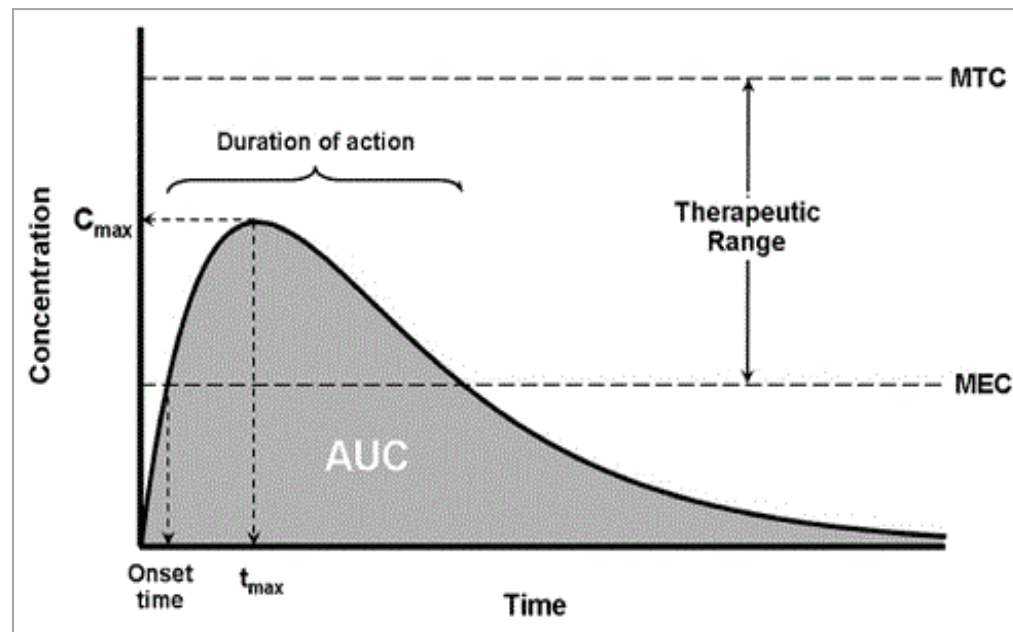 MTC
Duration of action
Cmax
Therapeutic
Range
Concentration
MEC
AUC
Onset
time
tmax
Time